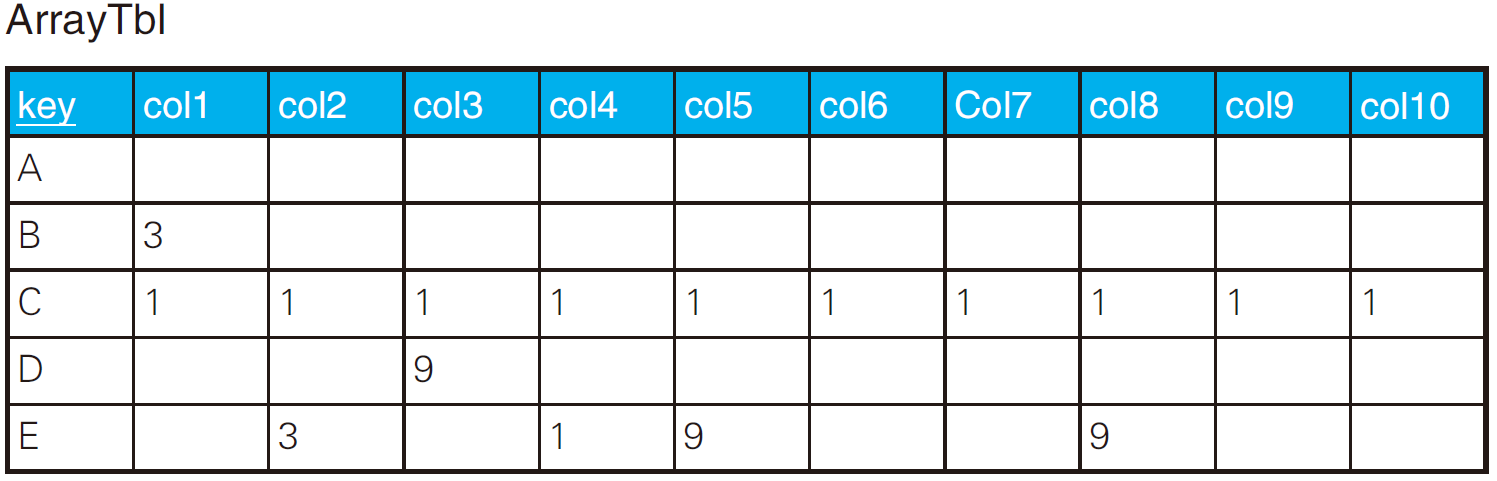 ArrayTbl
key col1 col2 col3 col4 col5 col6 Col7 col8 col9 col10
A
B 3
C 1 1 1 1 1 1 1 1 1 1
D 9
E 3 1 9 9